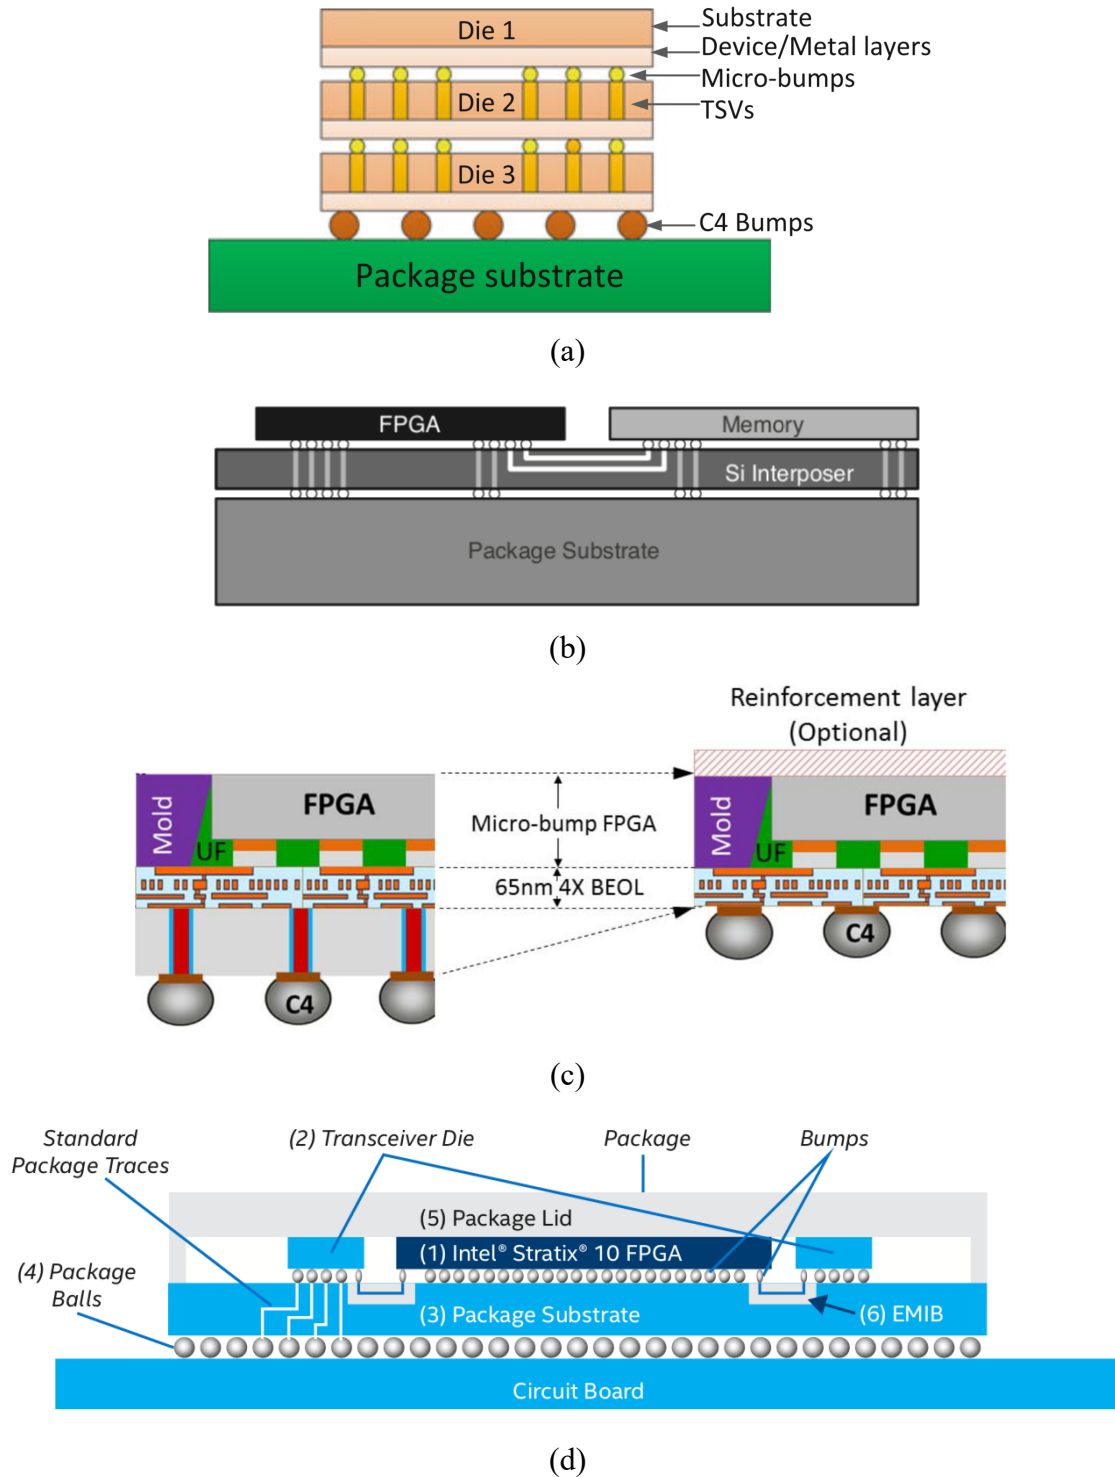 Die 1
Substrate
Device/Metal layers
Micro-bumps
Die 2
TSVs
Die 3
C4 Bumps
Package substrate
(a)
FPGA
Memory
Si Interposer
Package Substrate
(b)
Reinforcement layer
(Optional)
Mold
FPGA
UF
Micro-bump FPGA
65nm 4X BEOL
C4
Mold
FPGA
UF
C4
(c)
Standard
Package Traces
(2) Transceiver Die
Package
Bumps
(5) Package Lid
(1) Intel® Stratix® 10 FPGA
(4) Package
Balls
(3) Package Substrate
(6) EMIB
Circuit Board
(d)